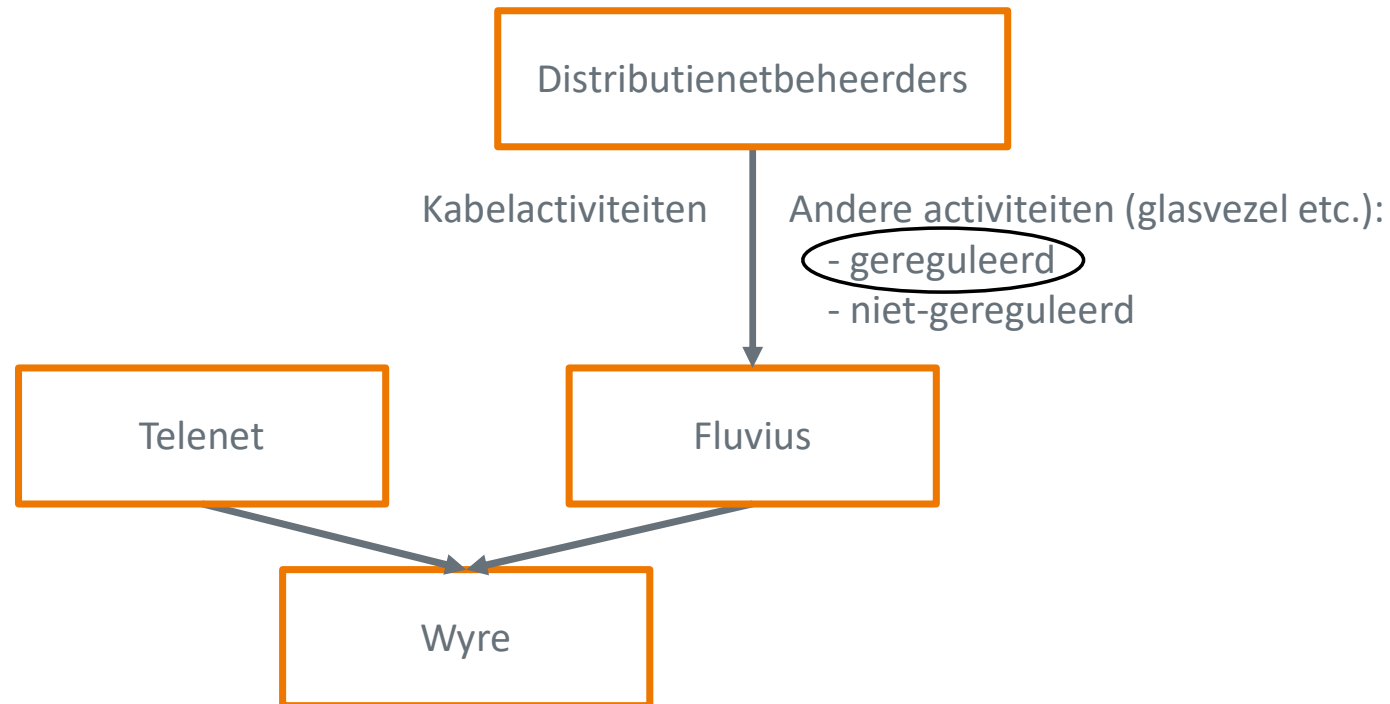 Distributienetbeheerders
Kabelactiviteiten
Andere activiteiten (glasvezel etc.):
- gereguleerd
- niet-gereguleerd
Telenet
Fluvius
Wyre